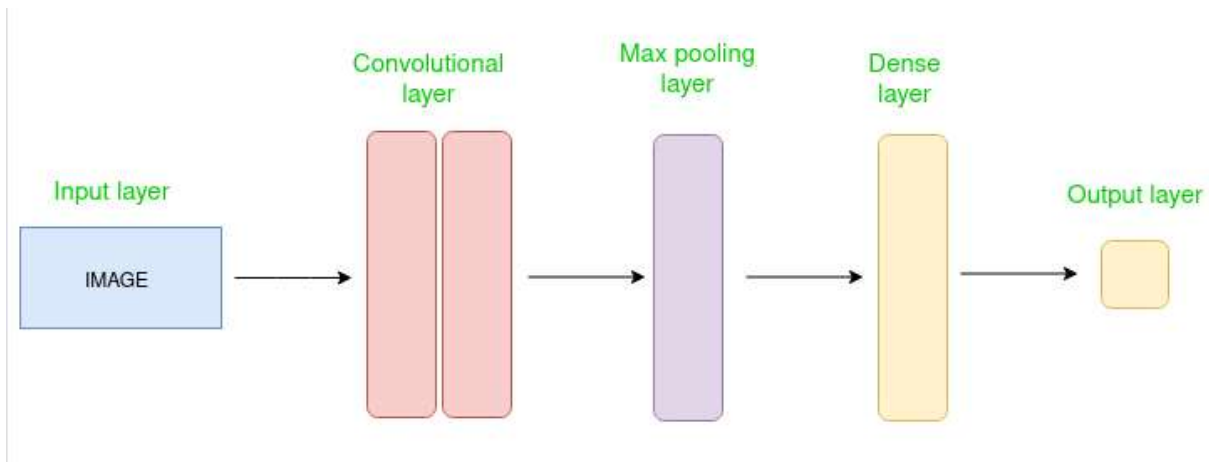 Input layer
IMAGE
Convolutional
layer
Max pooling
layer
Dense
layer
Output layer